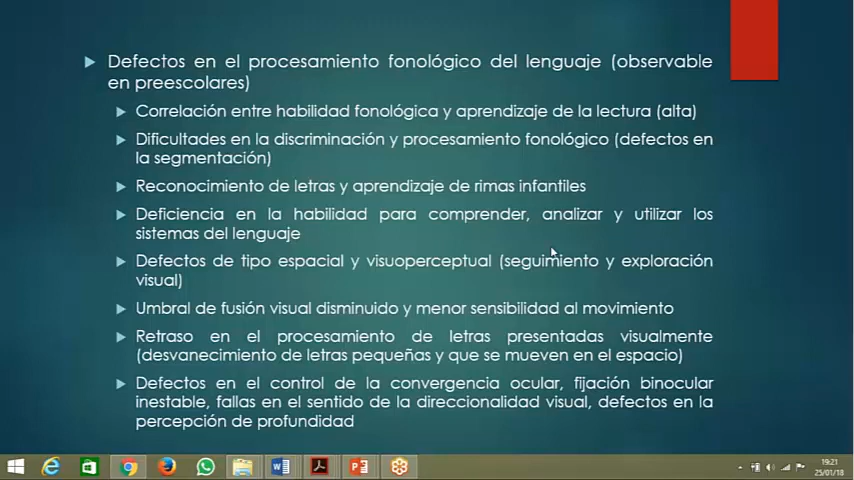 Defectos en el procesamiento fonológico del lenguaje (observable
en preescolares)
Correlación entre habilidad fonológica y aprendizaje de la lectura (alta)
Dificultades en la discriminación y procesamiento fonológico (defectos en
la segmentación)
Reconocimiento de letras y aprendizaje de rimas infantiles
Deficiencia en la habilidad para comprender, analizar y utilizar los
sistemas del lenguaje
Defectos de tipo espacial y visuoperceptual (seguimiento y exploración
visual)
Umbral de fusión visual disminuido y menor sensibilidad al movimiento
Retraso en el procesamiento de letras presentadas visualmente
(desvanecimiento de letras pequeñas y que se mueven en el espacio)
Defectos en el control de la convergencia ocular, fijación binocular
inestable, fallas en el sentido de la direccionalidad visual, defectos en la
percepción de profundidad
19:21
25/01/18